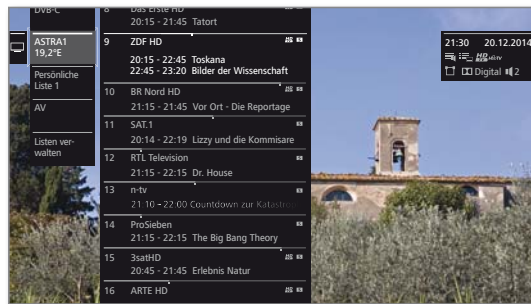 DVB-C
ASTRA1
19,2°E
Persönliche
Liste 1
AV
Listen ver-
walten
8 Das Erste HD
20:15 - 21:45 Tatort
9 ZDF HD
20:15 - 22:45 Toskana
22:45 - 23:20 Bilder der Wissenschaft
10 BR Nord HD
21:15 - 21:45 Vor Ort - Die Reportage
11 SAT.1
20:14 - 22:19 Lizzy und die Kommisare
12 RTL Television
21:15 - 22:15 Dr. House
13 n-tv
21:10 - 22:00 Countdown zur Katastro
14 ProSieben
21:15 - 22:15 The Big Bang Theory
15 3satHD
20:45 - 21:45 Erlebnis Natur
16 ARTE HD
21:30 20.12.2014
Digital 2